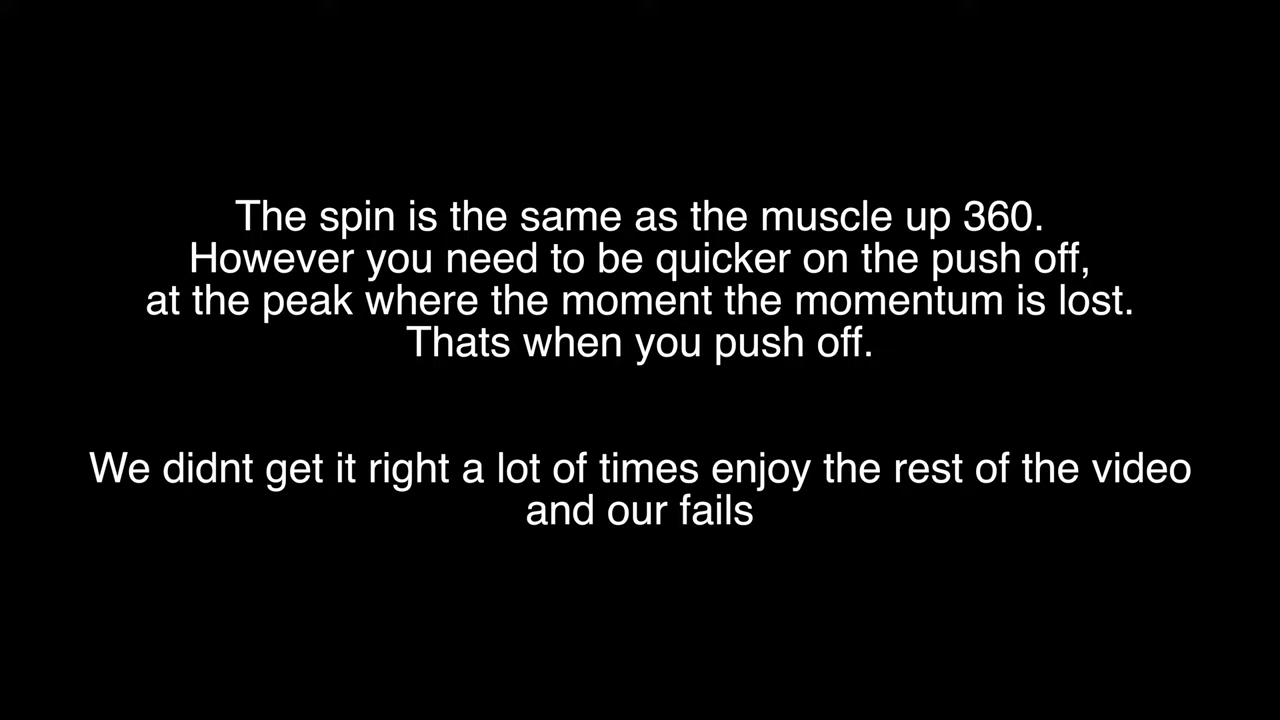 The spin is the same as the muscle up 360.
However you need to be quicker on the push off,
at the peak where the moment the momentum is lost.
Thats when you push off.
We didnt get it right a lot of times enjoy the rest of the video
and our fails